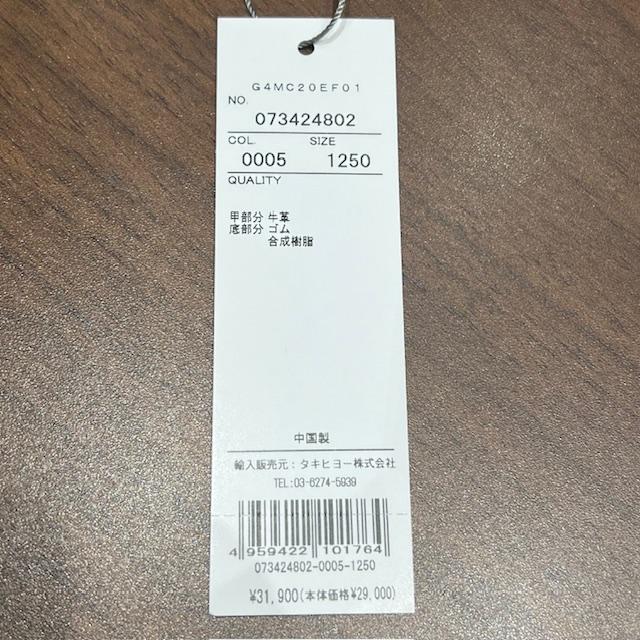 G4MC20EF01
NO.
073424802
COL. SIZE
0005 1250
QUALITY
甲部分 牛革
底部分 ゴム
合成樹脂
中国製
輸入販売元：タキヒヨー株式会社
TEL:03-6274-5939
4 959422 101764
073424802-0005-1250
¥31,900(本体価格¥29,000)